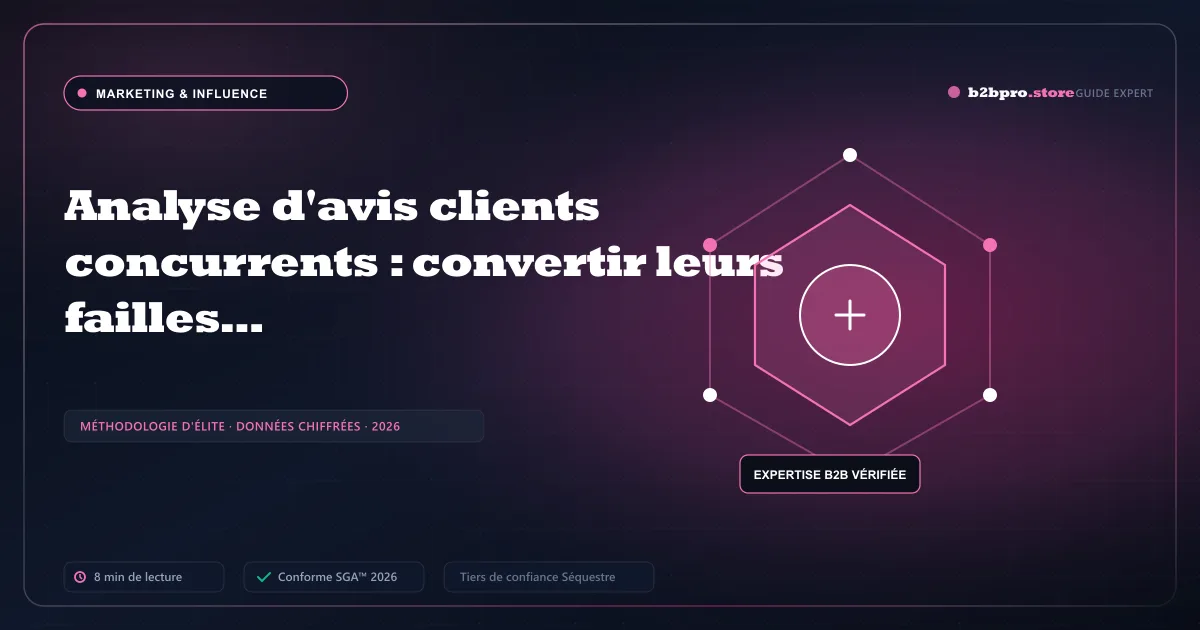 MARKETING & INFLUENCE
b2bpro.store GUIDE EXPERT
Analyse d'avis clients
concurrents : convertir leurs
failles...
MÉTHODOLOGIE D'ÉLITE · DONNÉES CHIFFRÉES · 2026
EXPERTISE B2B VÉRIFIÉE
8 min de lecture
Conforme SGA™ 2026
Tiers de confiance Séquestre